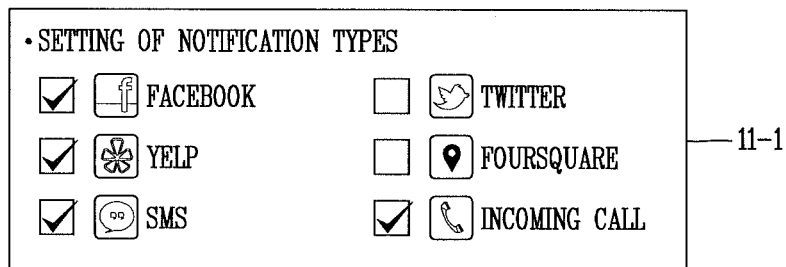 • SETTING OF NOTIFICATION TYPES
f FACEBOOK TWITTER
YELP FOURSQUARE 11-1
SMS INCOMING CALL